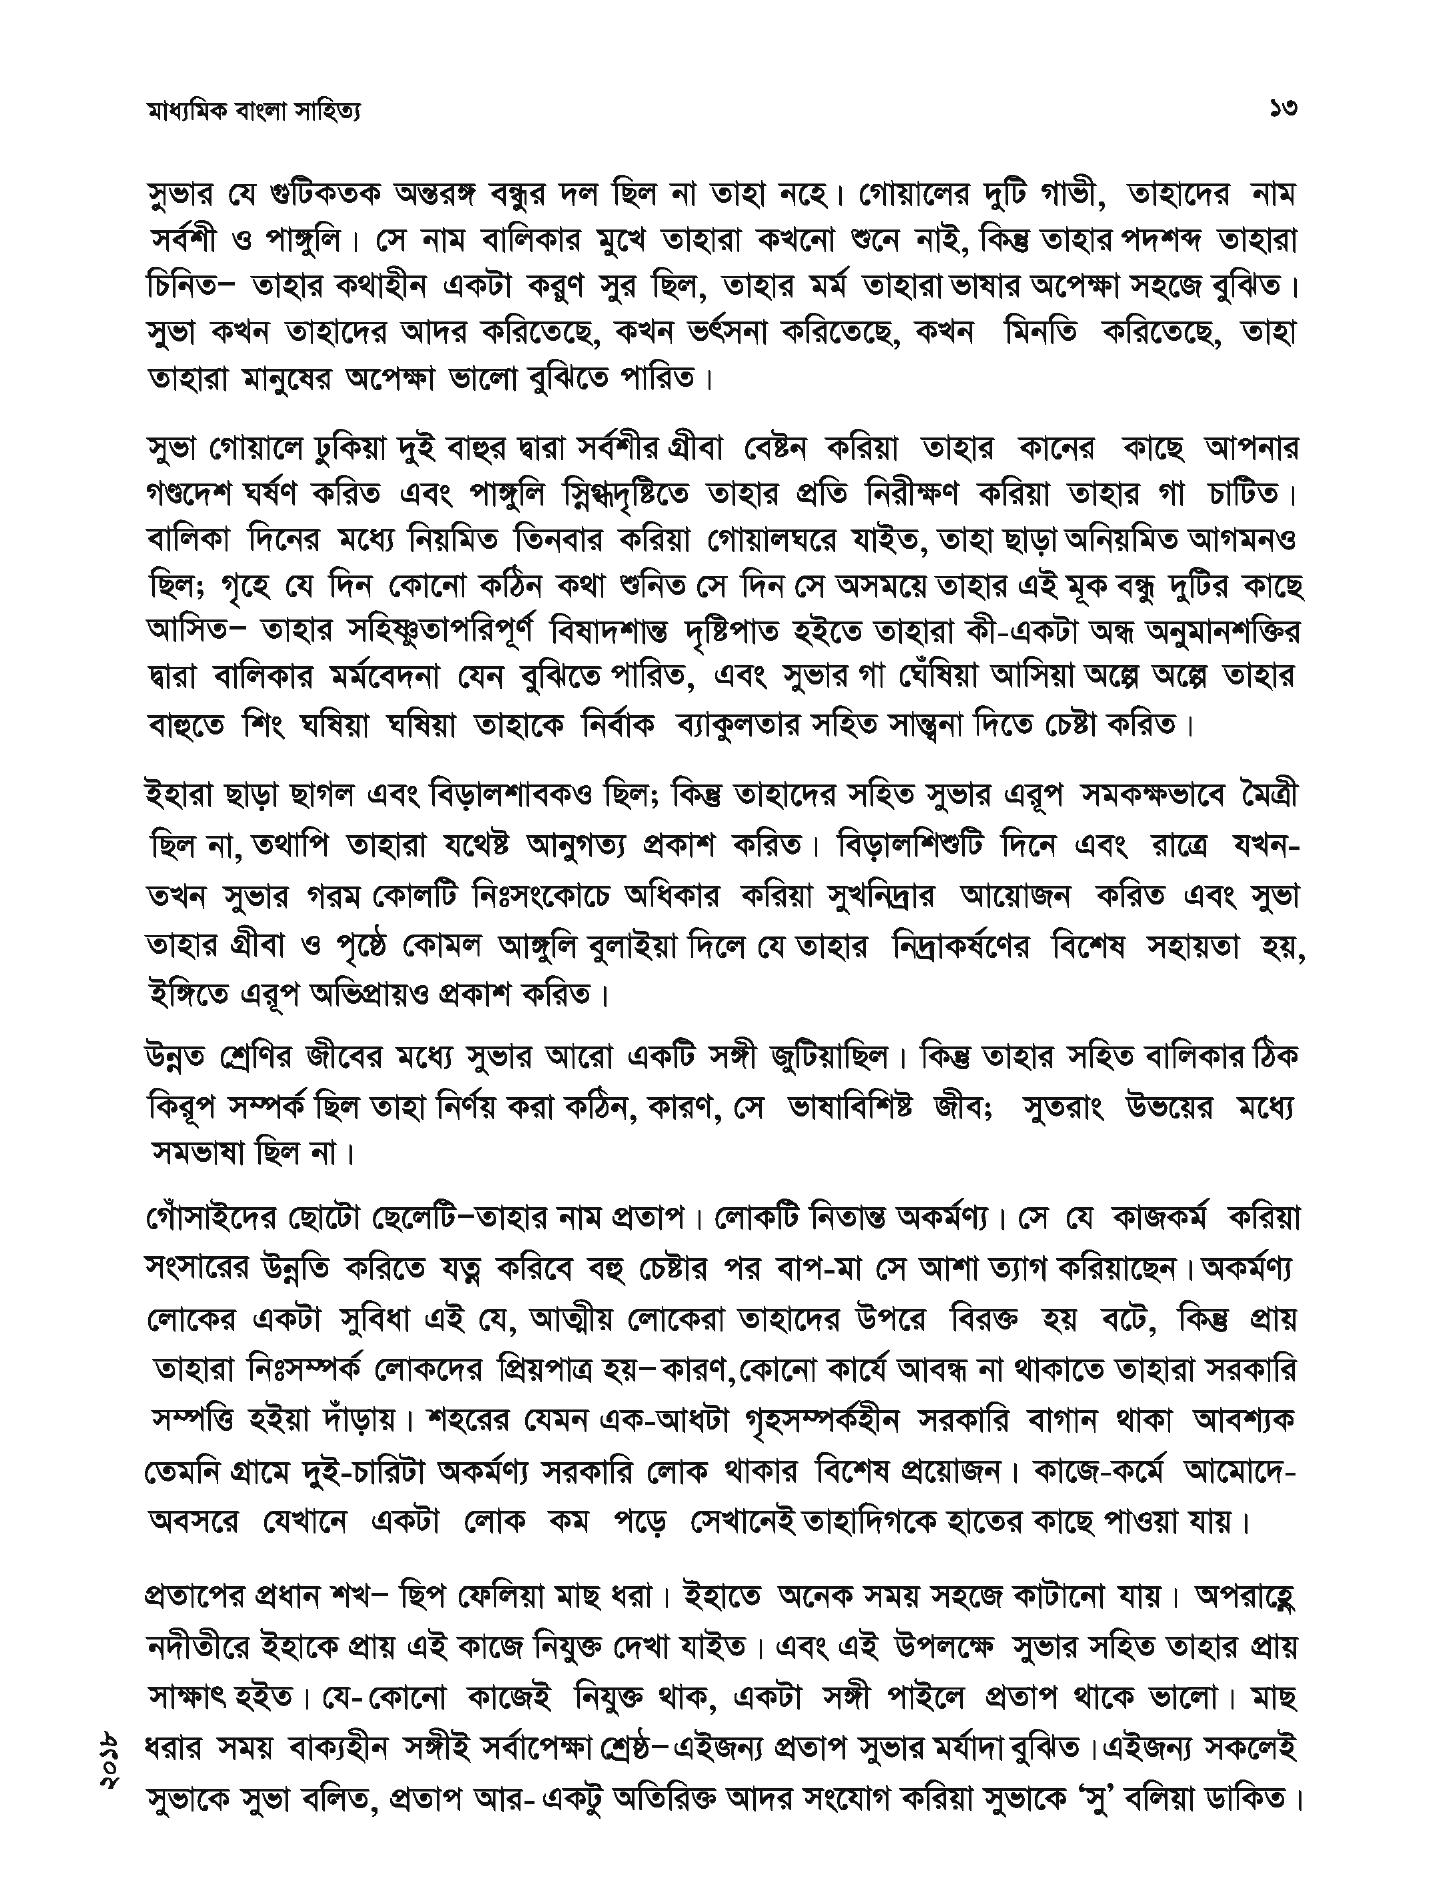 মাধ্যমিক বাংলা সাহিত্য ১৩
সুভার যে গুটিকতক অন্তরঙ্গ বন্ধুর দল ছিল না তাহা নহে। গোয়ালের দুটি গাভী, তাহাদের নাম
সর্বশী ও পাঙ্গুলি। সে নাম বালিকার মুখে তাহারা কখনো শুনে নাই, কিন্তু তাহার পদশব্দ তাহারা
চিনিত− তাহার কথাহীন একটা করুণ সুর ছিল, তাহার মর্ম তাহারা ভাষার অপেক্ষা সহজে বুঝিত।
সুভা কখন তাহাদের আদর করিতেছে, কখন ভর্ৎসনা করিতেছে, কখন মিনতি করিতেছে, তাহা
তাহারা মানুষের অপেক্ষা ভালো বুঝিতে পারিত।
সুভা গোয়ালে ঢুকিয়া দুই বাহুর দ্বারা সর্বশীর গ্রীবা বেষ্টন করিয়া তাহার কানের কাছে আপনার
গণ্ডদেশ ঘর্ষণ করিত এবং পাঙ্গুলি স্নিগ্ধদৃষ্টিতে তাহার প্রতি নিরীক্ষণ করিয়া তাহার গা চাটিত।
বালিকা দিনের মধ্যে নিয়মিত তিনবার করিয়া গোয়ালঘরে যাইত, তাহা ছাড়া অনিয়মিত আগমনও
ছিল; গৃহে যে দিন কোনো কঠিন কথা শুনিত সে দিন সে অসময়ে তাহার এই মূক বন্ধু দুটির কাছে
আসিত− তাহার সহিষ্ণুতাপরিপূর্ণ বিষাদশান্ত দৃষ্টিপাত হইতে তাহারা কী-একটা অন্ধ অনুমানশক্তির
দ্বারা বালিকার মর্মবেদনা যেন বুঝিতে পারিত, এবং সুভার গা ঘেঁষিয়া আসিয়া অল্পে অল্পে তাহার
বাহুতে শিং ঘষিয়া ঘষিয়া তাহাকে নির্বাক ব্যাকুলতার সহিত সান্ত্বনা দিতে চেষ্টা করিত।
ইহারা ছাড়া ছাগল এবং বিড়ালশাবকও ছিল; কিন্তু তাহাদের সহিত সুভার এরূপ সমকক্ষভাবে মৈত্রী
ছিল না, তথাপি তাহারা যথেষ্ট আনুগত্য প্রকাশ করিত। বিড়ালশিশুটি দিনে এবং রাত্রে যখন-
তখন সুভার গরম কোলটি নিঃসংকোচে অধিকার করিয়া সুখনিদ্রার আয়োজন করিত এবং সুভা
তাহার গ্রীবা ও পৃষ্ঠে কোমল আঙ্গুলি বুলাইয়া দিলে যে তাহার নিদ্রাকর্ষণের বিশেষ সহায়তা হয়,
ইঙ্গিতে এরূপ অভিপ্রায়ও প্রকাশ করিত।
উন্নত শ্রেণির জীবের মধ্যে সুভার আরো একটি সঙ্গী জুটিয়াছিল। কিন্তু তাহার সহিত বালিকার ঠিক
কিরূপ সম্পর্ক ছিল তাহা নির্ণয় করা কঠিন, কারণ, সে ভাষাবিশিষ্ট জীব; সুতরাং উভয়ের মধ্যে
সমভাষা ছিল না।
গোঁসাইদের ছোটো ছেলেটি−তাহার নাম প্রতাপ। লোকটি নিতান্ত অকর্মণ্য। সে যে কাজকর্ম করিয়া
সংসারের উন্নতি করিতে যত্ন করিবে বহু চেষ্টার পর বাপ-মা সে আশা ত্যাগ করিয়াছেন। অকর্মণ্য
লোকের একটা সুবিধা এই যে, আত্মীয় লোকেরা তাহাদের উপরে বিরক্ত হয় বটে, কিন্তু প্রায়
তাহারা নিঃসম্পর্ক লোকদের প্রিয়পাত্র হয়− কারণ,কোনো কার্যে আবদ্ধ না থাকাতে তাহারা সরকারি
সম্পত্তি হইয়া দাঁড়ায়। শহরের যেমন এক-আধটা গৃহসম্পর্কহীন সরকারি বাগান থাকা আবশ্যক
তেমনি গ্রামে দুই-চারিটা অকর্মণ্য সরকারি লোক থাকার বিশেষ প্রয়োজন। কাজে-কর্মে আমোদে-
অবসরে যেখানে একটা লোক কম পড়ে সেখানেই তাহাদিগকে হাতের কাছে পাওয়া যায়।
প্রতাপের প্রধান শখ− ছিপ ফেলিয়া মাছ ধরা। ইহাতে অনেক সময় সহজে কাটানো যায়। অপরাহ্ণে
নদীতীরে ইহাকে প্রায় এই কাজে নিযুক্ত দেখা যাইত। এবং এই উপলক্ষে সুভার সহিত তাহার প্রায়
সাক্ষাৎ হইত। যে-কোনো কাজেই নিযুক্ত থাক, একটা সঙ্গী পাইলে প্রতাপ থাকে ভালো। মাছ
ধরার সময় বাক্যহীন সঙ্গীই সর্বাপেক্ষা শ্রেষ্ঠ− এইজন্য প্রতাপ সুভার মর্যাদা বুঝিত। এইজন্য সকলেই
সুভাকে সুভা বলিত, প্রতাপ আর- একটু অতিরিক্ত আদর সংযোগ করিয়া সুভাকে ‘সু’ বলিয়া ডাকিত।
২০১৮